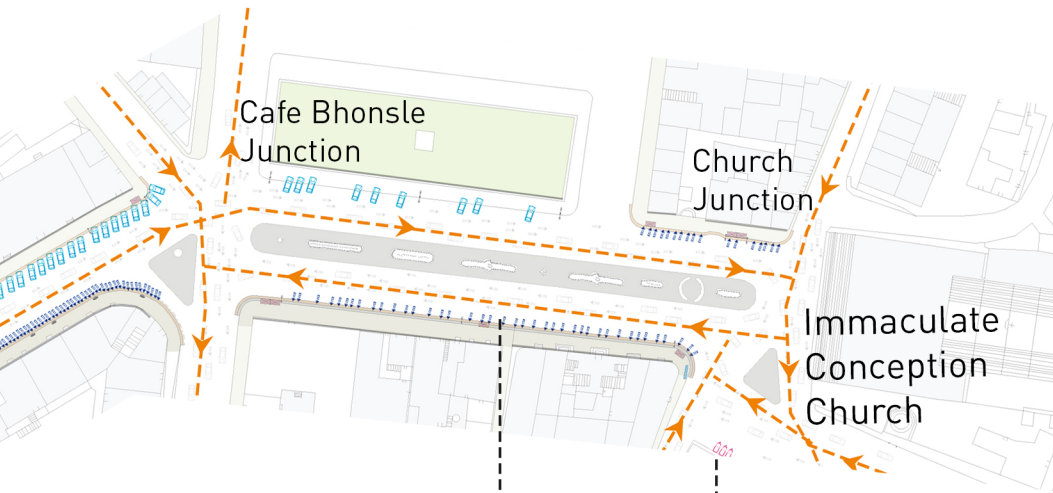 Cafe Bhonsle
Junction
Church
Junction
Immaculate
Conception
Church